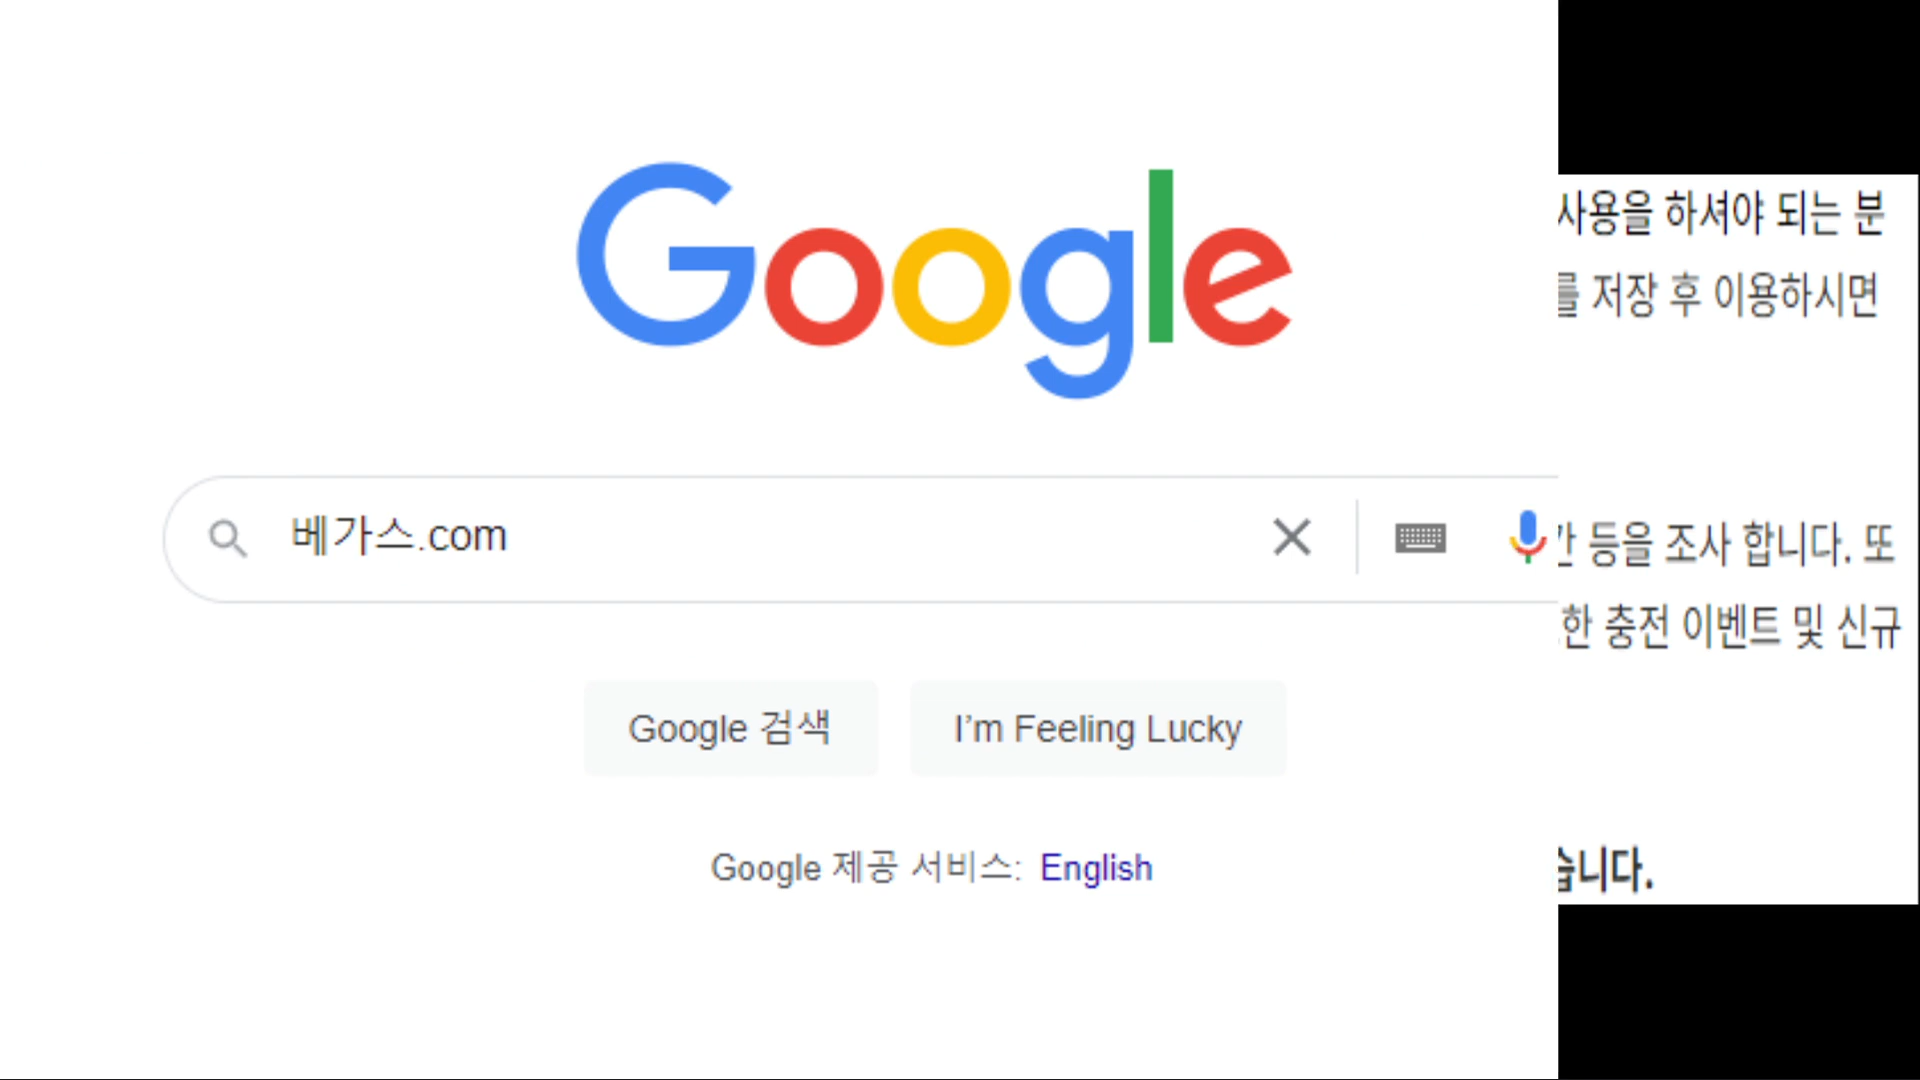 Google
베가스.com
Google 검색
I’m Feeling Lucky
Google 제공 서비스: English
사용을 하셔야 되는 분
를 저장 후 이용하시면
등을 조사 합니다. 또
한 충전 이벤트 및 신규
습니다.